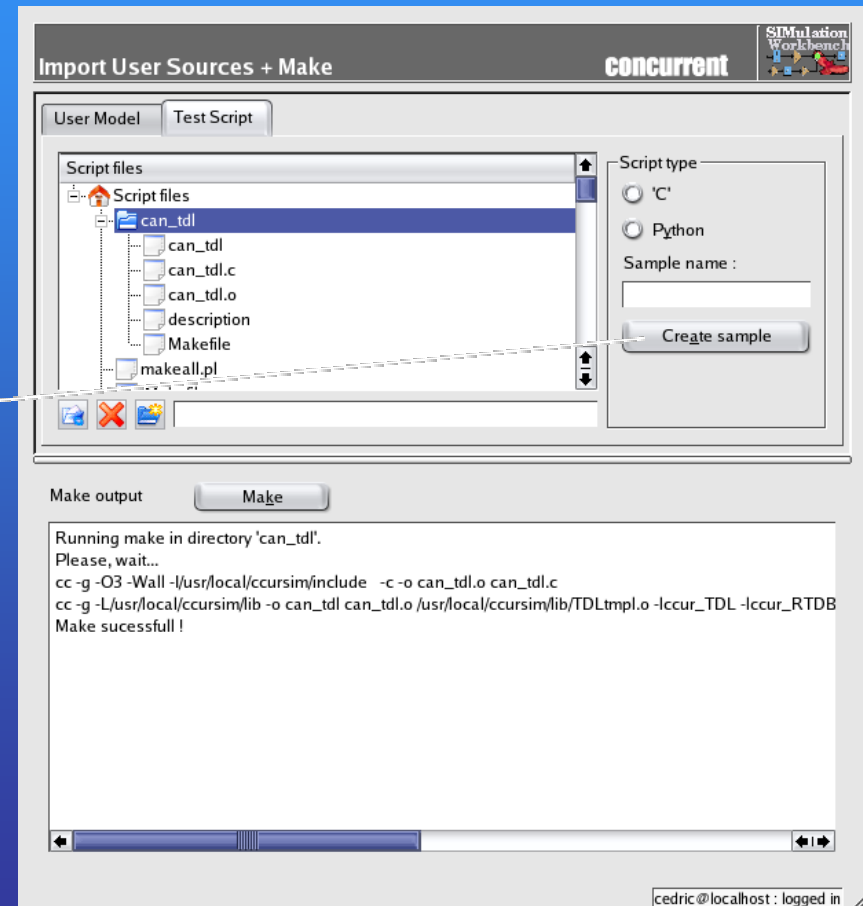 SIMulation
Workbench
Import User Sources + Make
concurrent
User Model
Test Script
Script files
Script files
can_tdl
can_tdl
can_tdl.c
can_tdl.o
description
Makefile
makeall.pl
Script type
'C'
Python
Sample name :
Create sample
Make output
Make
Running make in directory 'can_tdl'.
Please, wait...
cc -g -O3 -Wall -I/usr/local/ccursim/include -c -o can_tdl.o can_tdl.c
cc -g -L/usr/local/ccursim/lib -o can_tdl can_tdl.o /usr/local/ccursim/lib/TDLtmpl.o -lccur_TDL -lccur_RTDB
Make sucessfull !
cedric@localhost : logged in